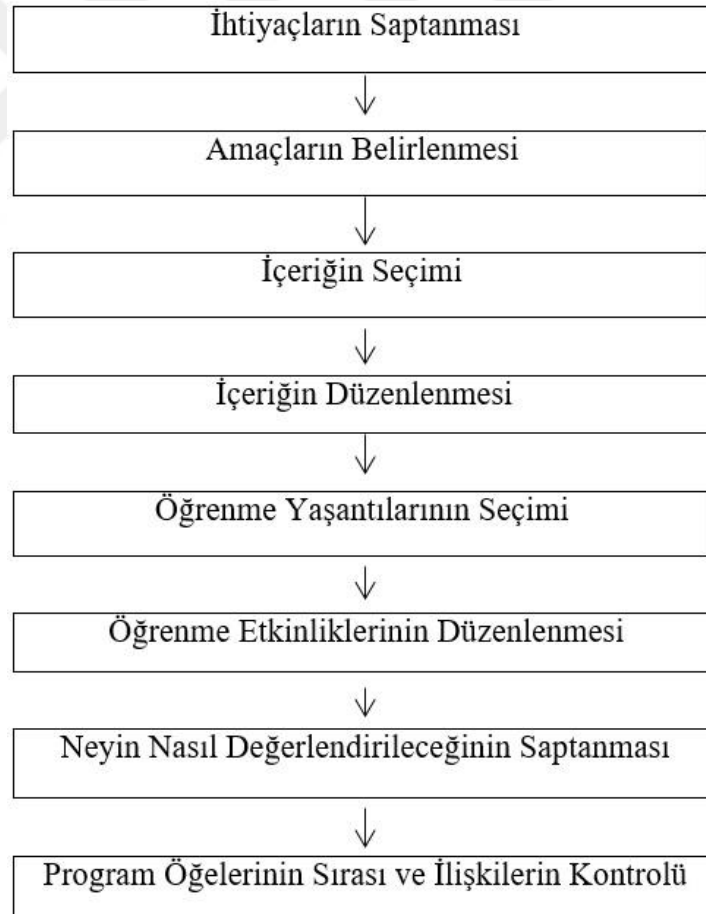 İhtiyaçların Saptanması
Amaçların Belirlenmesi
İçeriğin Seçimi
İçeriğin Düzenlenmesi
Öğrenme Yaşantılarının Seçimi
Öğrenme Etkinliklerinin Düzenlenmesi
Neyin Nasıl Değerlendirileceğinin Saptanması
Program Öğelerinin Sırası ve İlişkilerin Kontrolü